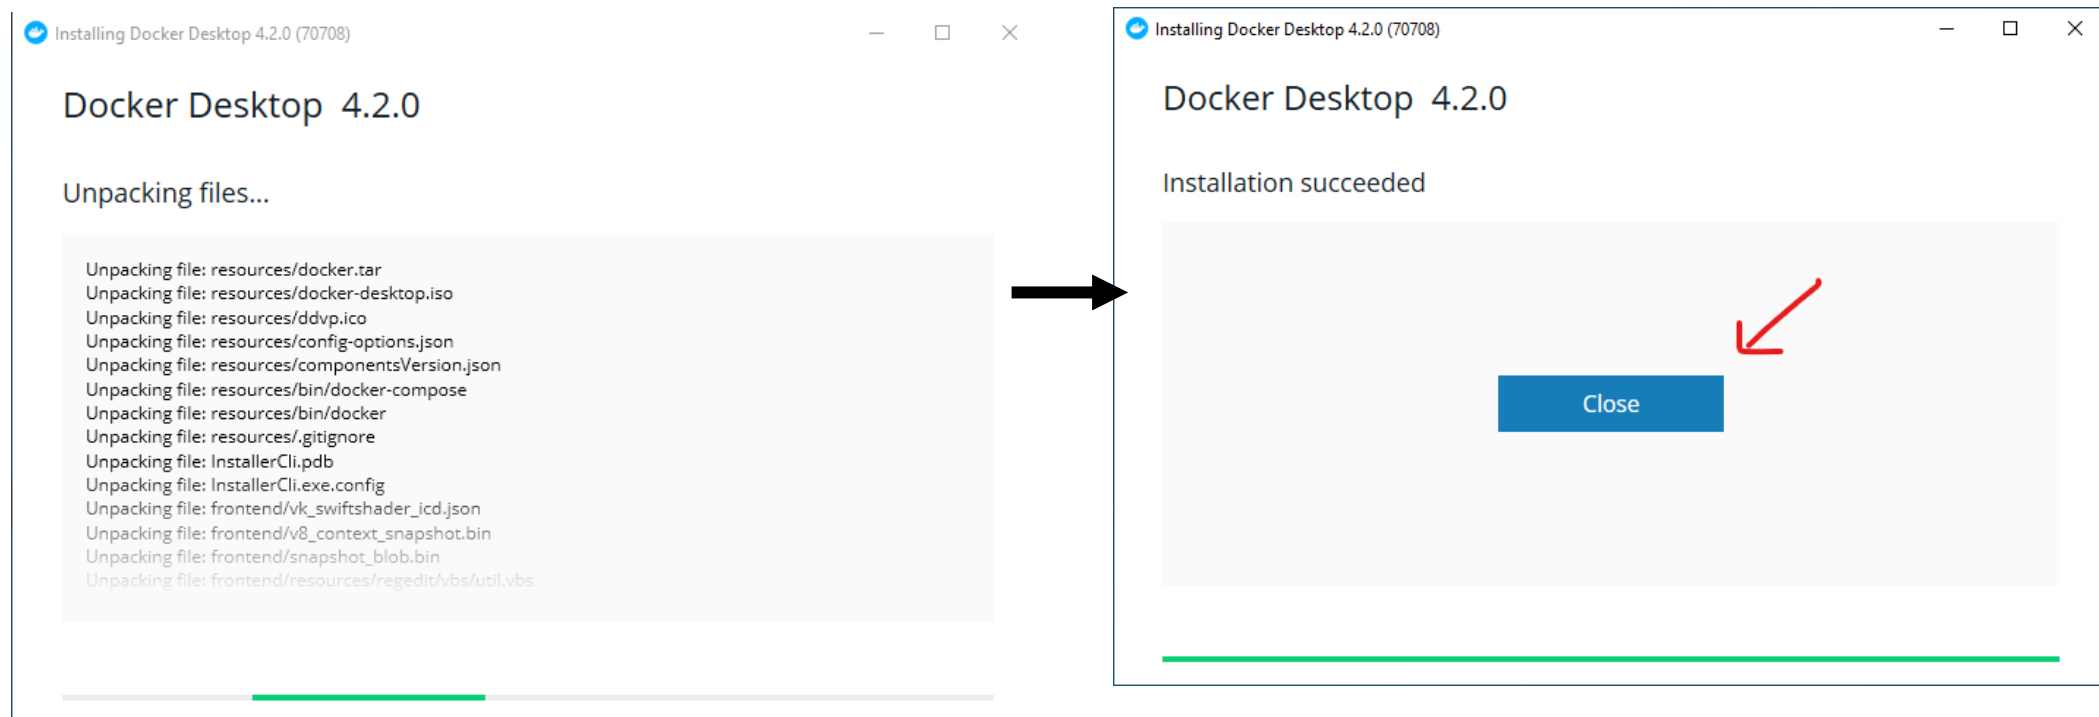 Installing Docker Desktop 4.2.0 (70708)
Docker Desktop 4.2.0
Unpacking files...
Unpacking file: resources/docker.tar
Unpacking file: resources/docker-desktop.iso
Unpacking file: resources/ddvp.ico
Unpacking file: resources/config-options.json
Unpacking file: resources/componentsVersion.json
Unpacking file: resources/bin/docker-compose
Unpacking file: resources/bin/docker
Unpacking file: resources/.gitignore
Unpacking file: InstallerCli.pdb
Unpacking file: InstallerCli.exe.config
Unpacking file: frontend/vk_swiftshader_icd.json
Unpacking file: frontend/v8_context_snapshot.bin
Unpacking file: frontend/snapshot_blob.bin
Unpacking file: frontend/resources/regedit/vbs/util.vbs
Installing Docker Desktop 4.2.0 (70708)
Docker Desktop 4.2.0
Installation succeeded
Close